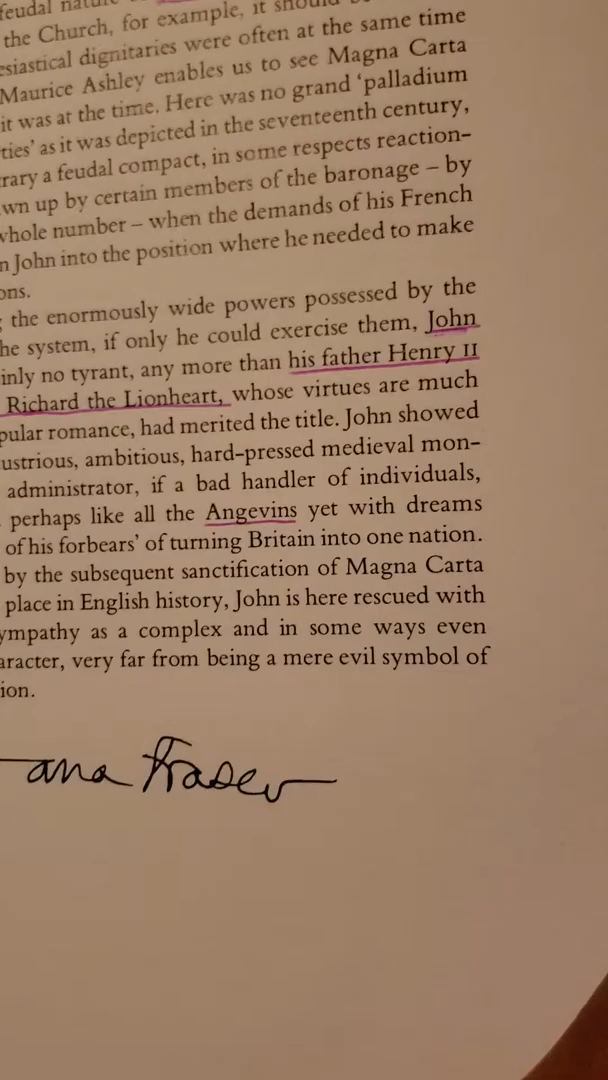 feudal nature
the Church, for example, it should
esiastical dignitaries were often at the same time
Maurice Ashley enables us to see Magna Carta
it was at the time. Here was no grand ‘palladium
ties’ as it was depicted in the seventeenth century,
rary a feudal compact, in some respects reaction–
wn up by certain members of the baronage – by
whole number – when the demands of his French
n John into the position where he needed to make
ons.
; the enormously wide powers possessed by the
he system, if only he could exercise them, John
inly no tyrant, any more than his father Henry II
Richard the Lionheart, whose virtues are much
pular romance, had merited the title. John showed
ustrious, ambitious, hard-pressed medieval mon–
administrator, if a bad handler of individuals,
perhaps like all the Angevins yet with dreams
of his forbears’ of turning Britain into one nation.
by the subsequent sanctification of Magna Carta
place in English history, John is here rescued with
ympathy as a complex and in some ways even
aracter, very far from being a mere evil symbol of
ion.
ana Fraser